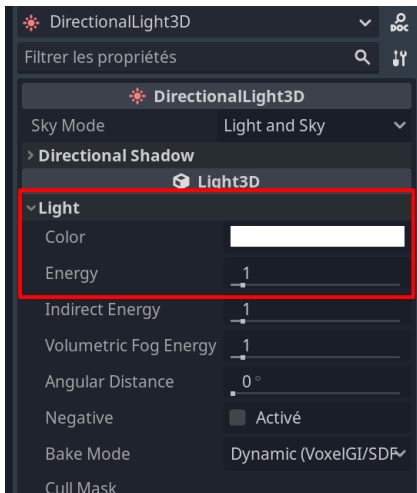 DirectionalLight3D
DOC
Filtrer les propriétés
DirectionalLight3D
Sky Mode Light and Sky
Directional Shadow
Light3D
Light
Color
Energy 1
Indirect Energy 1
Volumetric Fog Energy 1
Angular Distance 0 °
Negative Activé
Bake Mode Dynamic (VoxelGI/SDF
Cull Mask